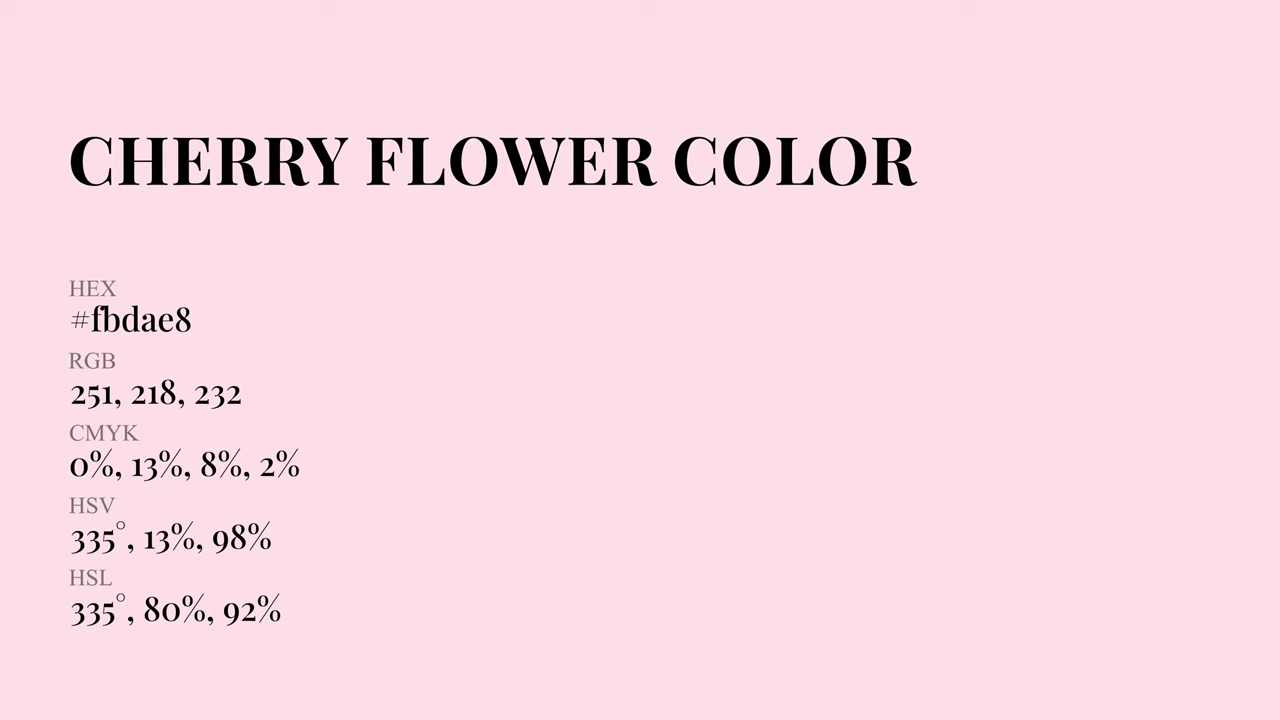 CHERRY FLOWER COLOR
HEX
#fbdae8
RGB
251, 218, 232
CMYK
0%, 13%, 8%, 2%
HSV
335°, 13%, 98%
HSL
335°, 80%, 92%